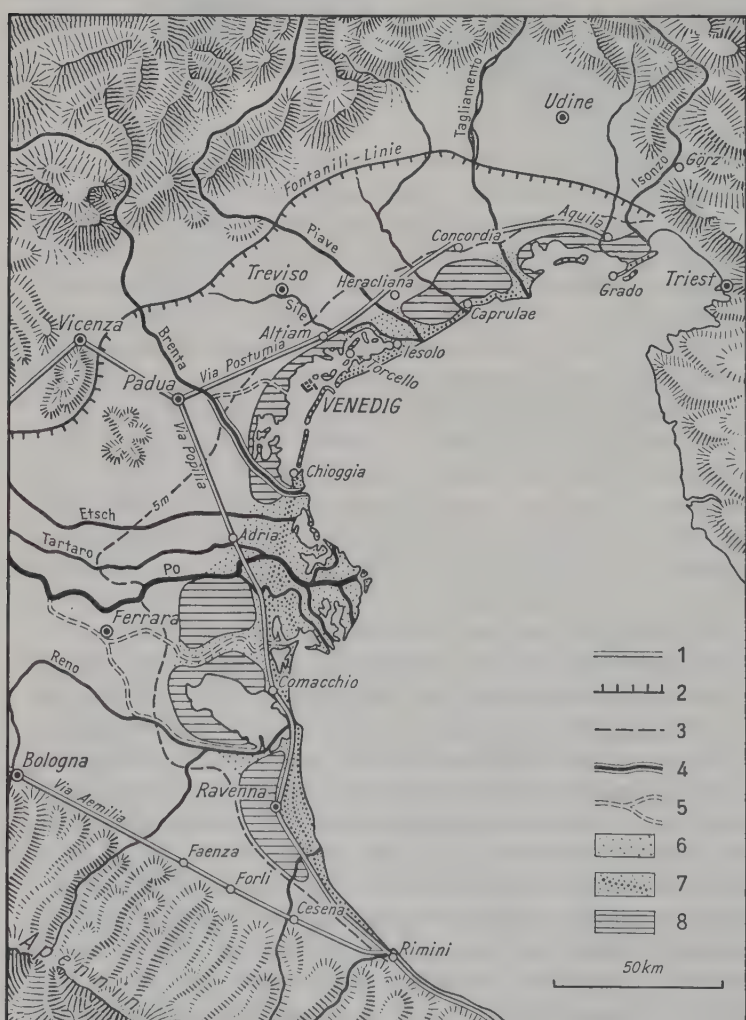 Udine
Tagliamento
Isonzo
Görz
Fontanili-Linie
Aquila
Piave
Concordia
Treviso
Heracliana
Grado
Triest
Sile
Caprulae
Vicenza
Altiam
Brenta
Via Postumia
Iesolo
Torcello
Padua
VENEDIG
Via Popilia
Chioggia
5m
Etsch
Adria
Tartaro
Po
Ferrara
1
Reno
2
Comacchio
3
Bologna
4
Via Aemilia
Ravenna
5
6
Faenza
7
Forli
8
Cesena
Apennin
Rimini
50km